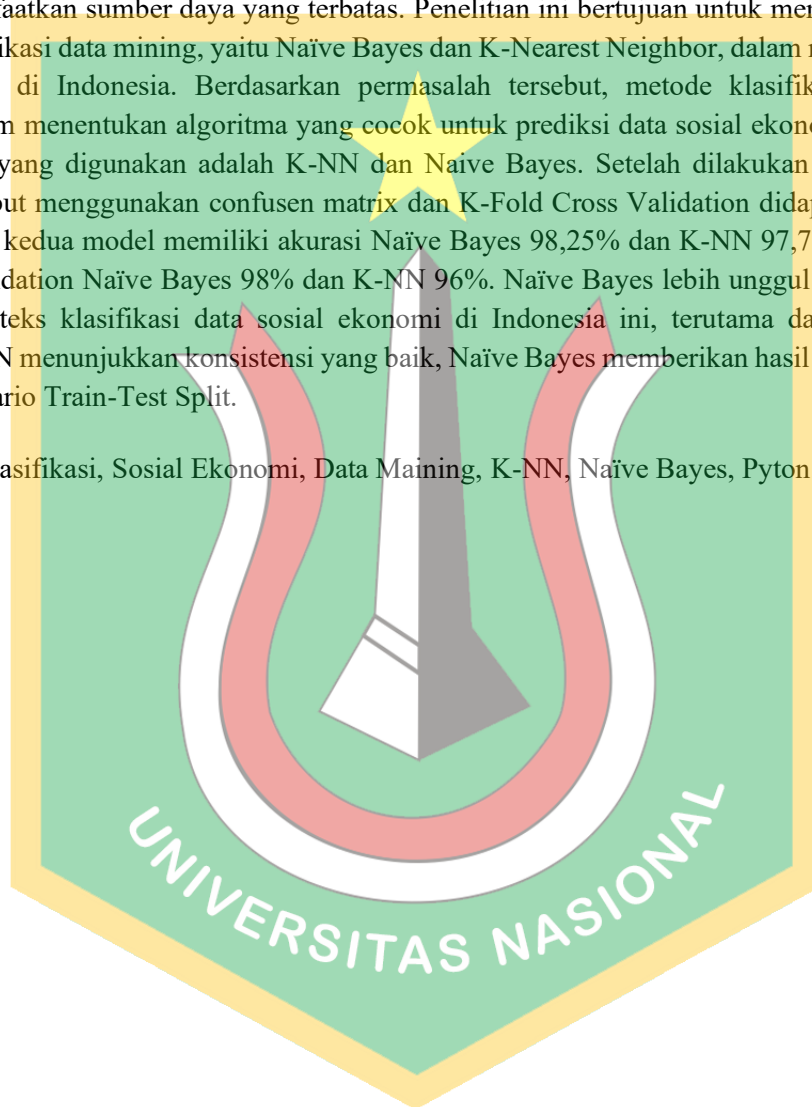 faatkan sumber daya yang terbatas. Penelitian ini bertujuan untuk mer
ikasi data mining, yaitu Naïve Bayes dan K-Nearest Neighbor, dalam
di Indonesia. Berdasarkan permasalah tersebut, metode klasifik
m menentukan algoritma yang cocok untuk prediksi data sosial ekono
yang digunakan adalah K-NN dan Naive Bayes. Setelah dilakukan
but menggunakan confusen matrix dan K-Fold Cross Validation didap
kedua model memiliki akurasi Naïve Bayes 98,25% dan K-NN 97,7
dation Naïve Bayes 98% dan K-NN 96%. Naïve Bayes lebih unggul
teks klasifikasi data sosial ekonomi di Indonesia ini, terutama da
N menunjukkan konsistensi yang baik, Naïve Bayes memberikan hasil
ario Train-Test Split.
asifikasi, Sosial Ekonomi, Data Maining, K-NN, Naïve Bayes, Pyton
UNIVERSITAS NASIONAL